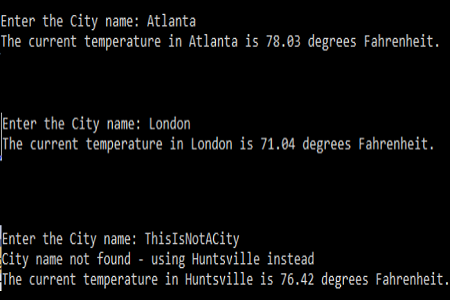 Enter the City name: Atlanta
The current temperature in Atlanta is 78.03 degrees Fahrenheit.
Enter the City name: London
The current temperature in London is 71.04 degrees Fahrenheit.
Enter the City name: ThisIsNotACity
City name not found - using Huntsville instead
The current temperature in Huntsville is 76.42 degrees Fahrenheit.